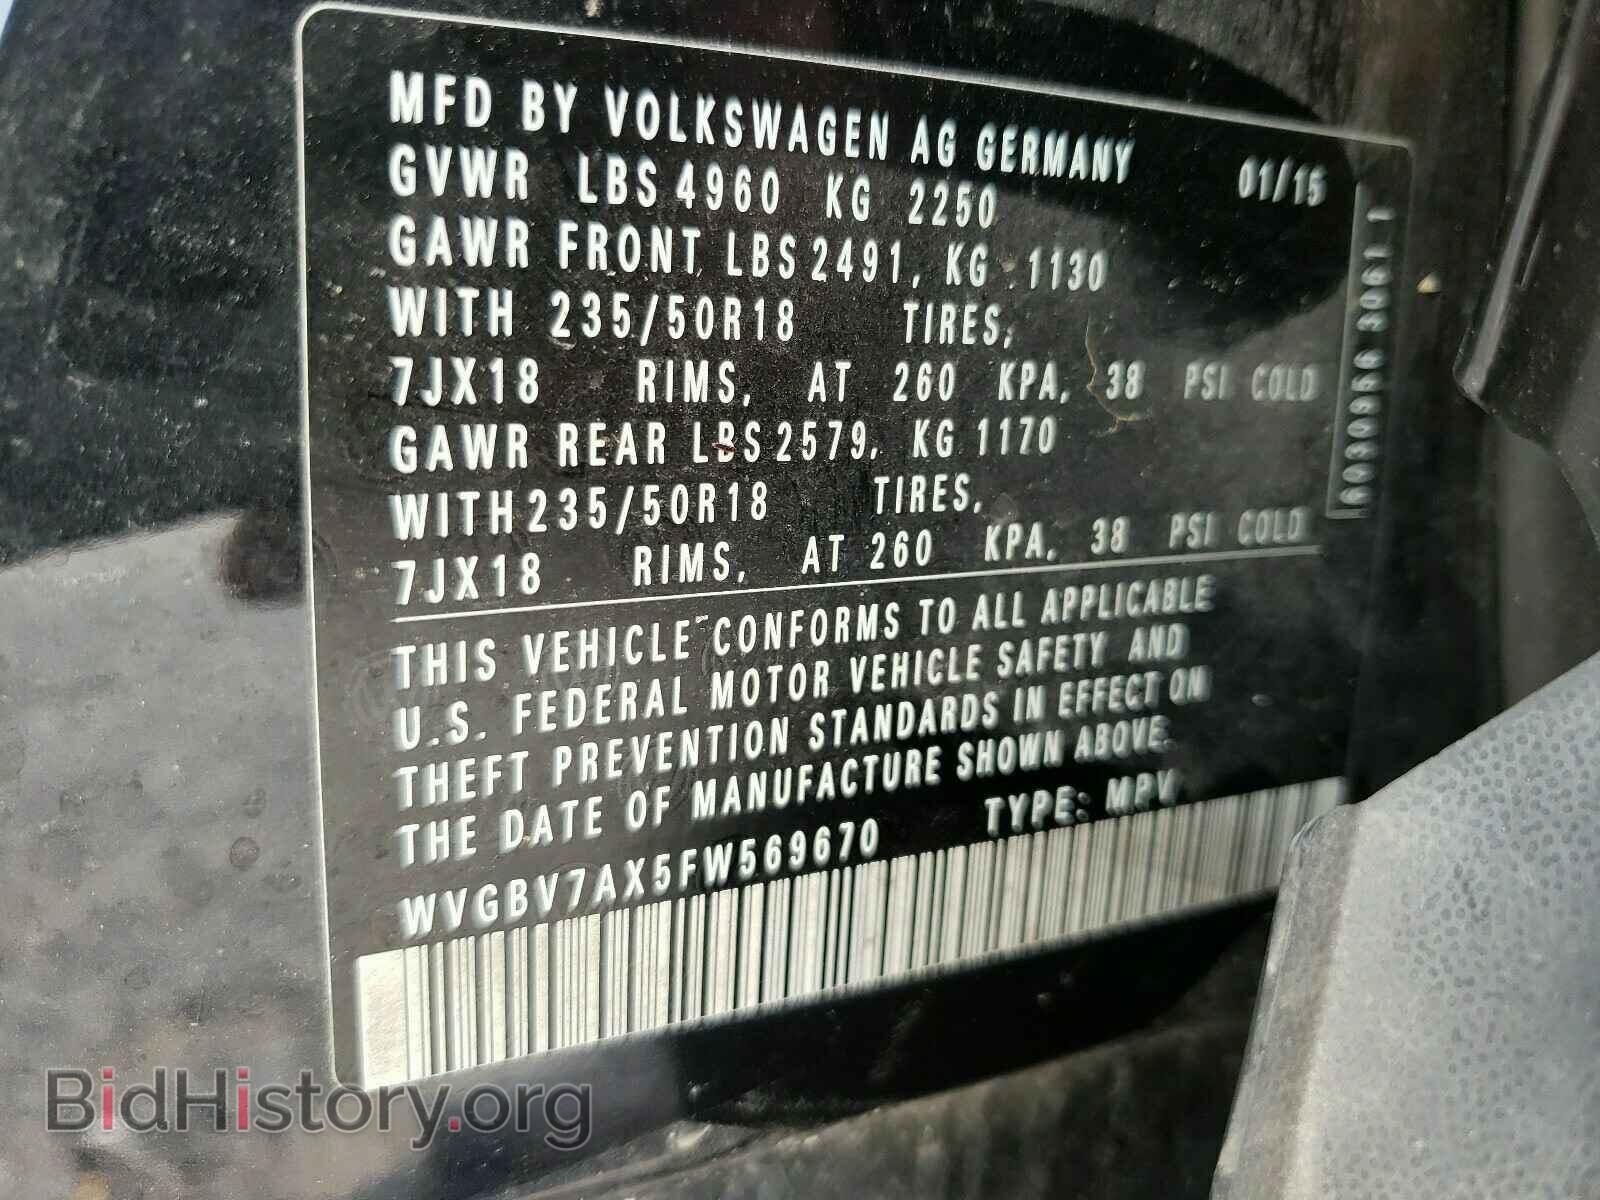 MFD BY VOLKSWAGEN AG GERMANY 01/15
GVWR LBS 4960 KG 2250
GAWR FRONT LBS 2491, KG 1130
WITH 235/50R18 TIRES,
7JX18 RIMS, AT 260 KPA, 38 PSI COLD
GAWR REAR LBS 2579, KG 1170
WITH 235/50R18 TIRES,
7JX18 RIMS, AT 260 KPA, 38 PSI COLD
THIS VEHICLE CONFORMS TO ALL APPLICABLE
U.S. FEDERAL MOTOR VEHICLE SAFETY AND
THEFT PREVENTION STANDARDS IN EFFECT ON
THE DATE OF MANUFACTURE SHOWN ABOVE.
WVGBV7AX5FW569670 TYPE: MPV
BidHistory.org